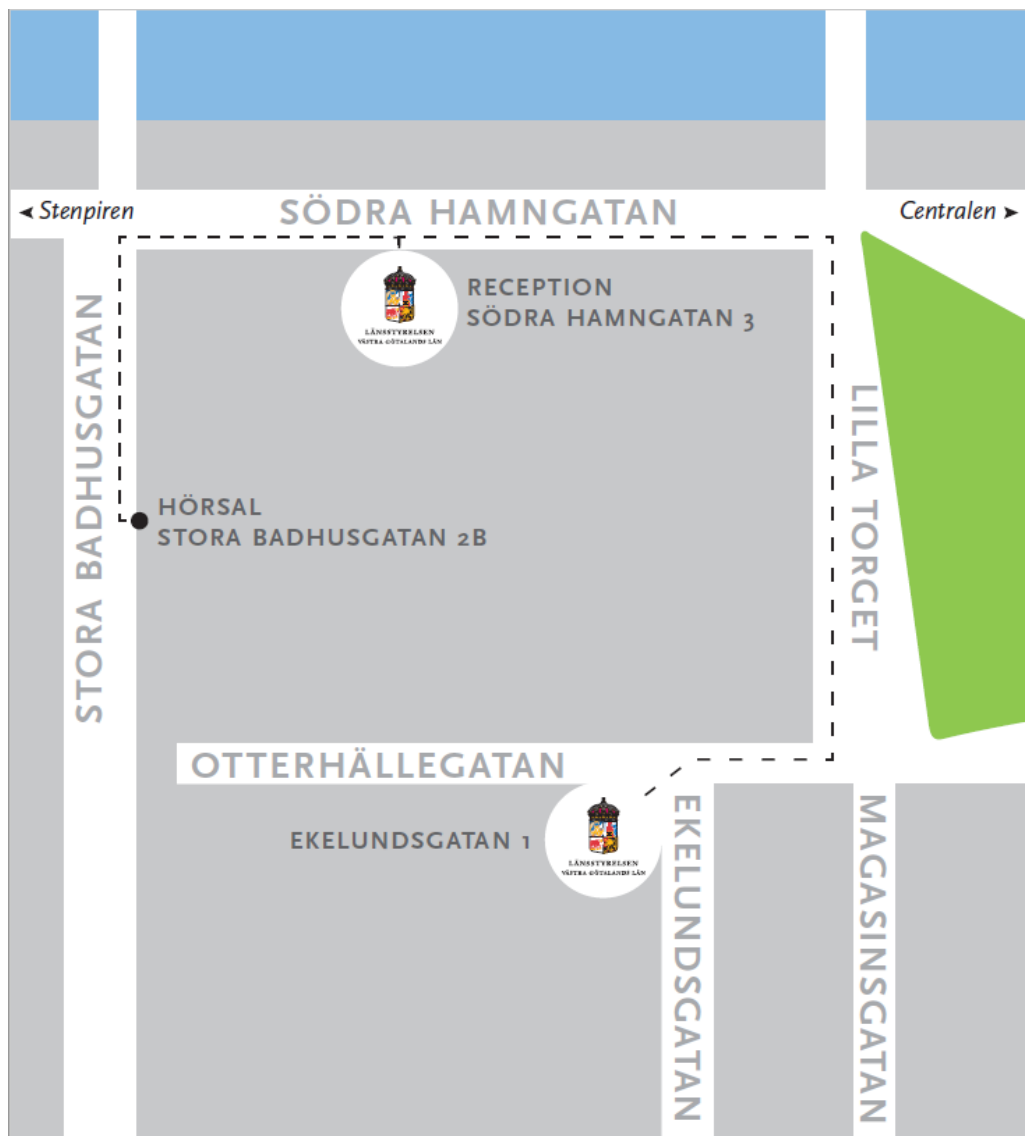 ◄ Stenpiren
SÖDRA HAMNGATAN
Centralen ➤
LÄNSSTYRELSEN
VÄSTRA GÖTALANDS LÄN
RECEPTION
SÖDRA HAMNGATAN 3
STORA BADHUSGATAN
LILLA TORGET
HÖRSAL
STORA BADHUSGATAN 2B
OTTERHÄLLEGATAN
EKELUNDSGATAN 1
LÄNSSTYRELSEN
VÄSTRA GÖTALANDS LÄN
EKELUNDSGATAN
MAGASINSGATAN